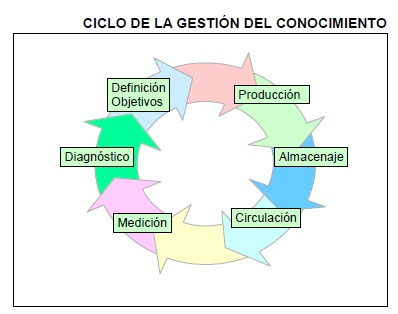 CICLO DE LA GESTIÓN DEL CONOCIMIENTO
Definición
Objetivos
Producción
Diagnóstico
Almacenaje
Medición
Circulación